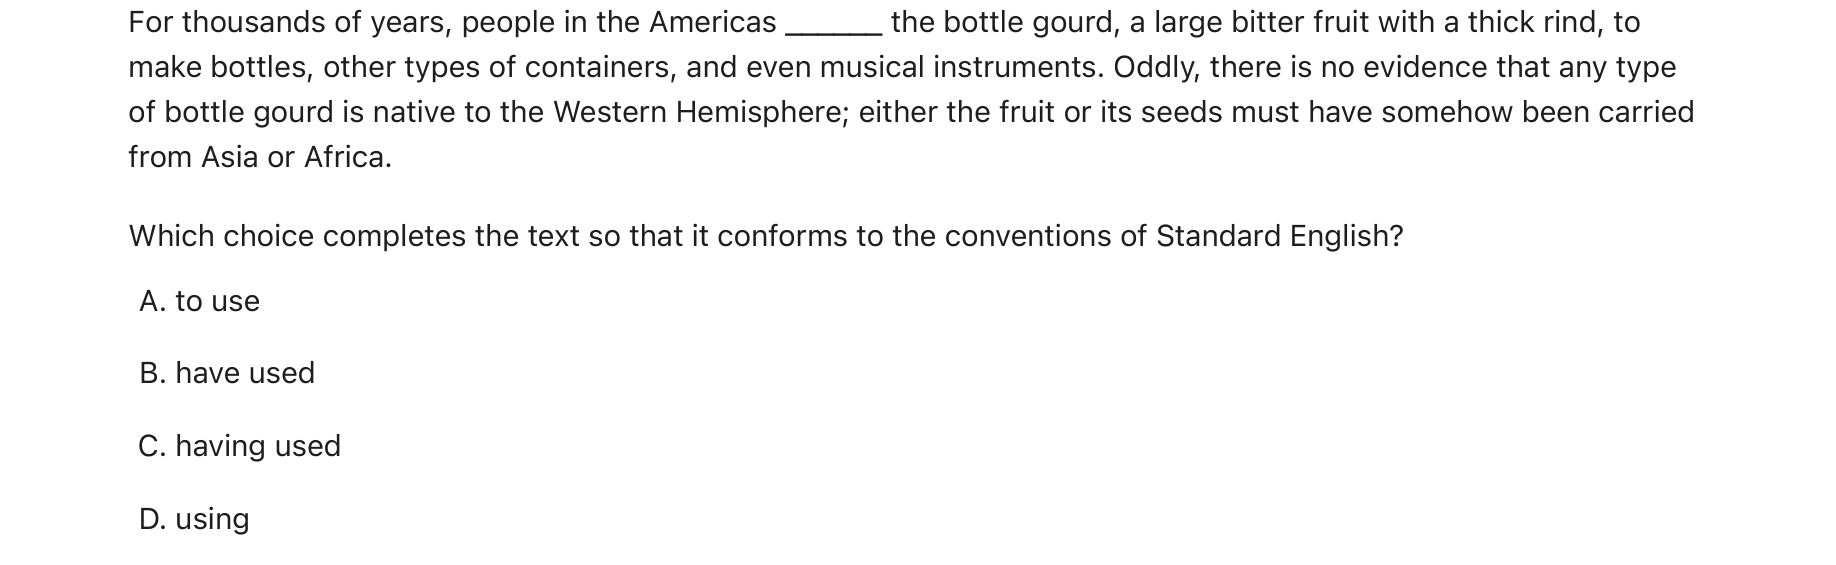 For thousands of years, people in the Americas ______ the bottle gourd, a large bitter fruit with a thick rind, to
make bottles, other types of containers, and even musical instruments. Oddly, there is no evidence that any type
of bottle gourd is native to the Western Hemisphere; either the fruit or its seeds must have somehow been carried
from Asia or Africa.
Which choice completes the text so that it conforms to the conventions of Standard English?
A. to use
B. have used
C. having used
D. using